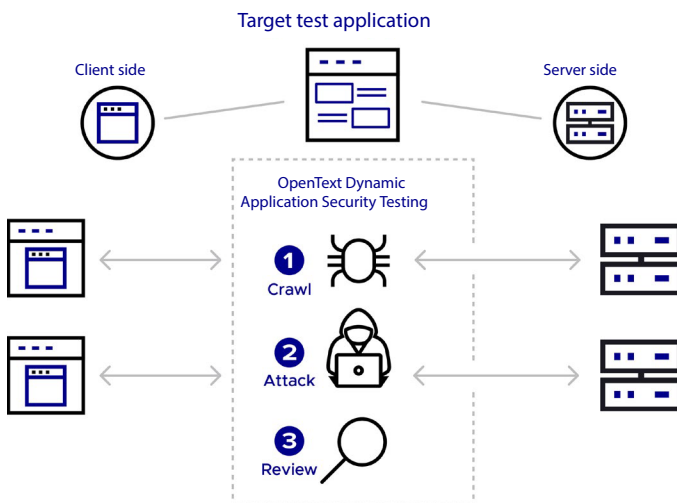 Target test application
Client side
Server side
OpenText Dynamic
Application Security Testing
1
Crawl
2
Attack
3
Review